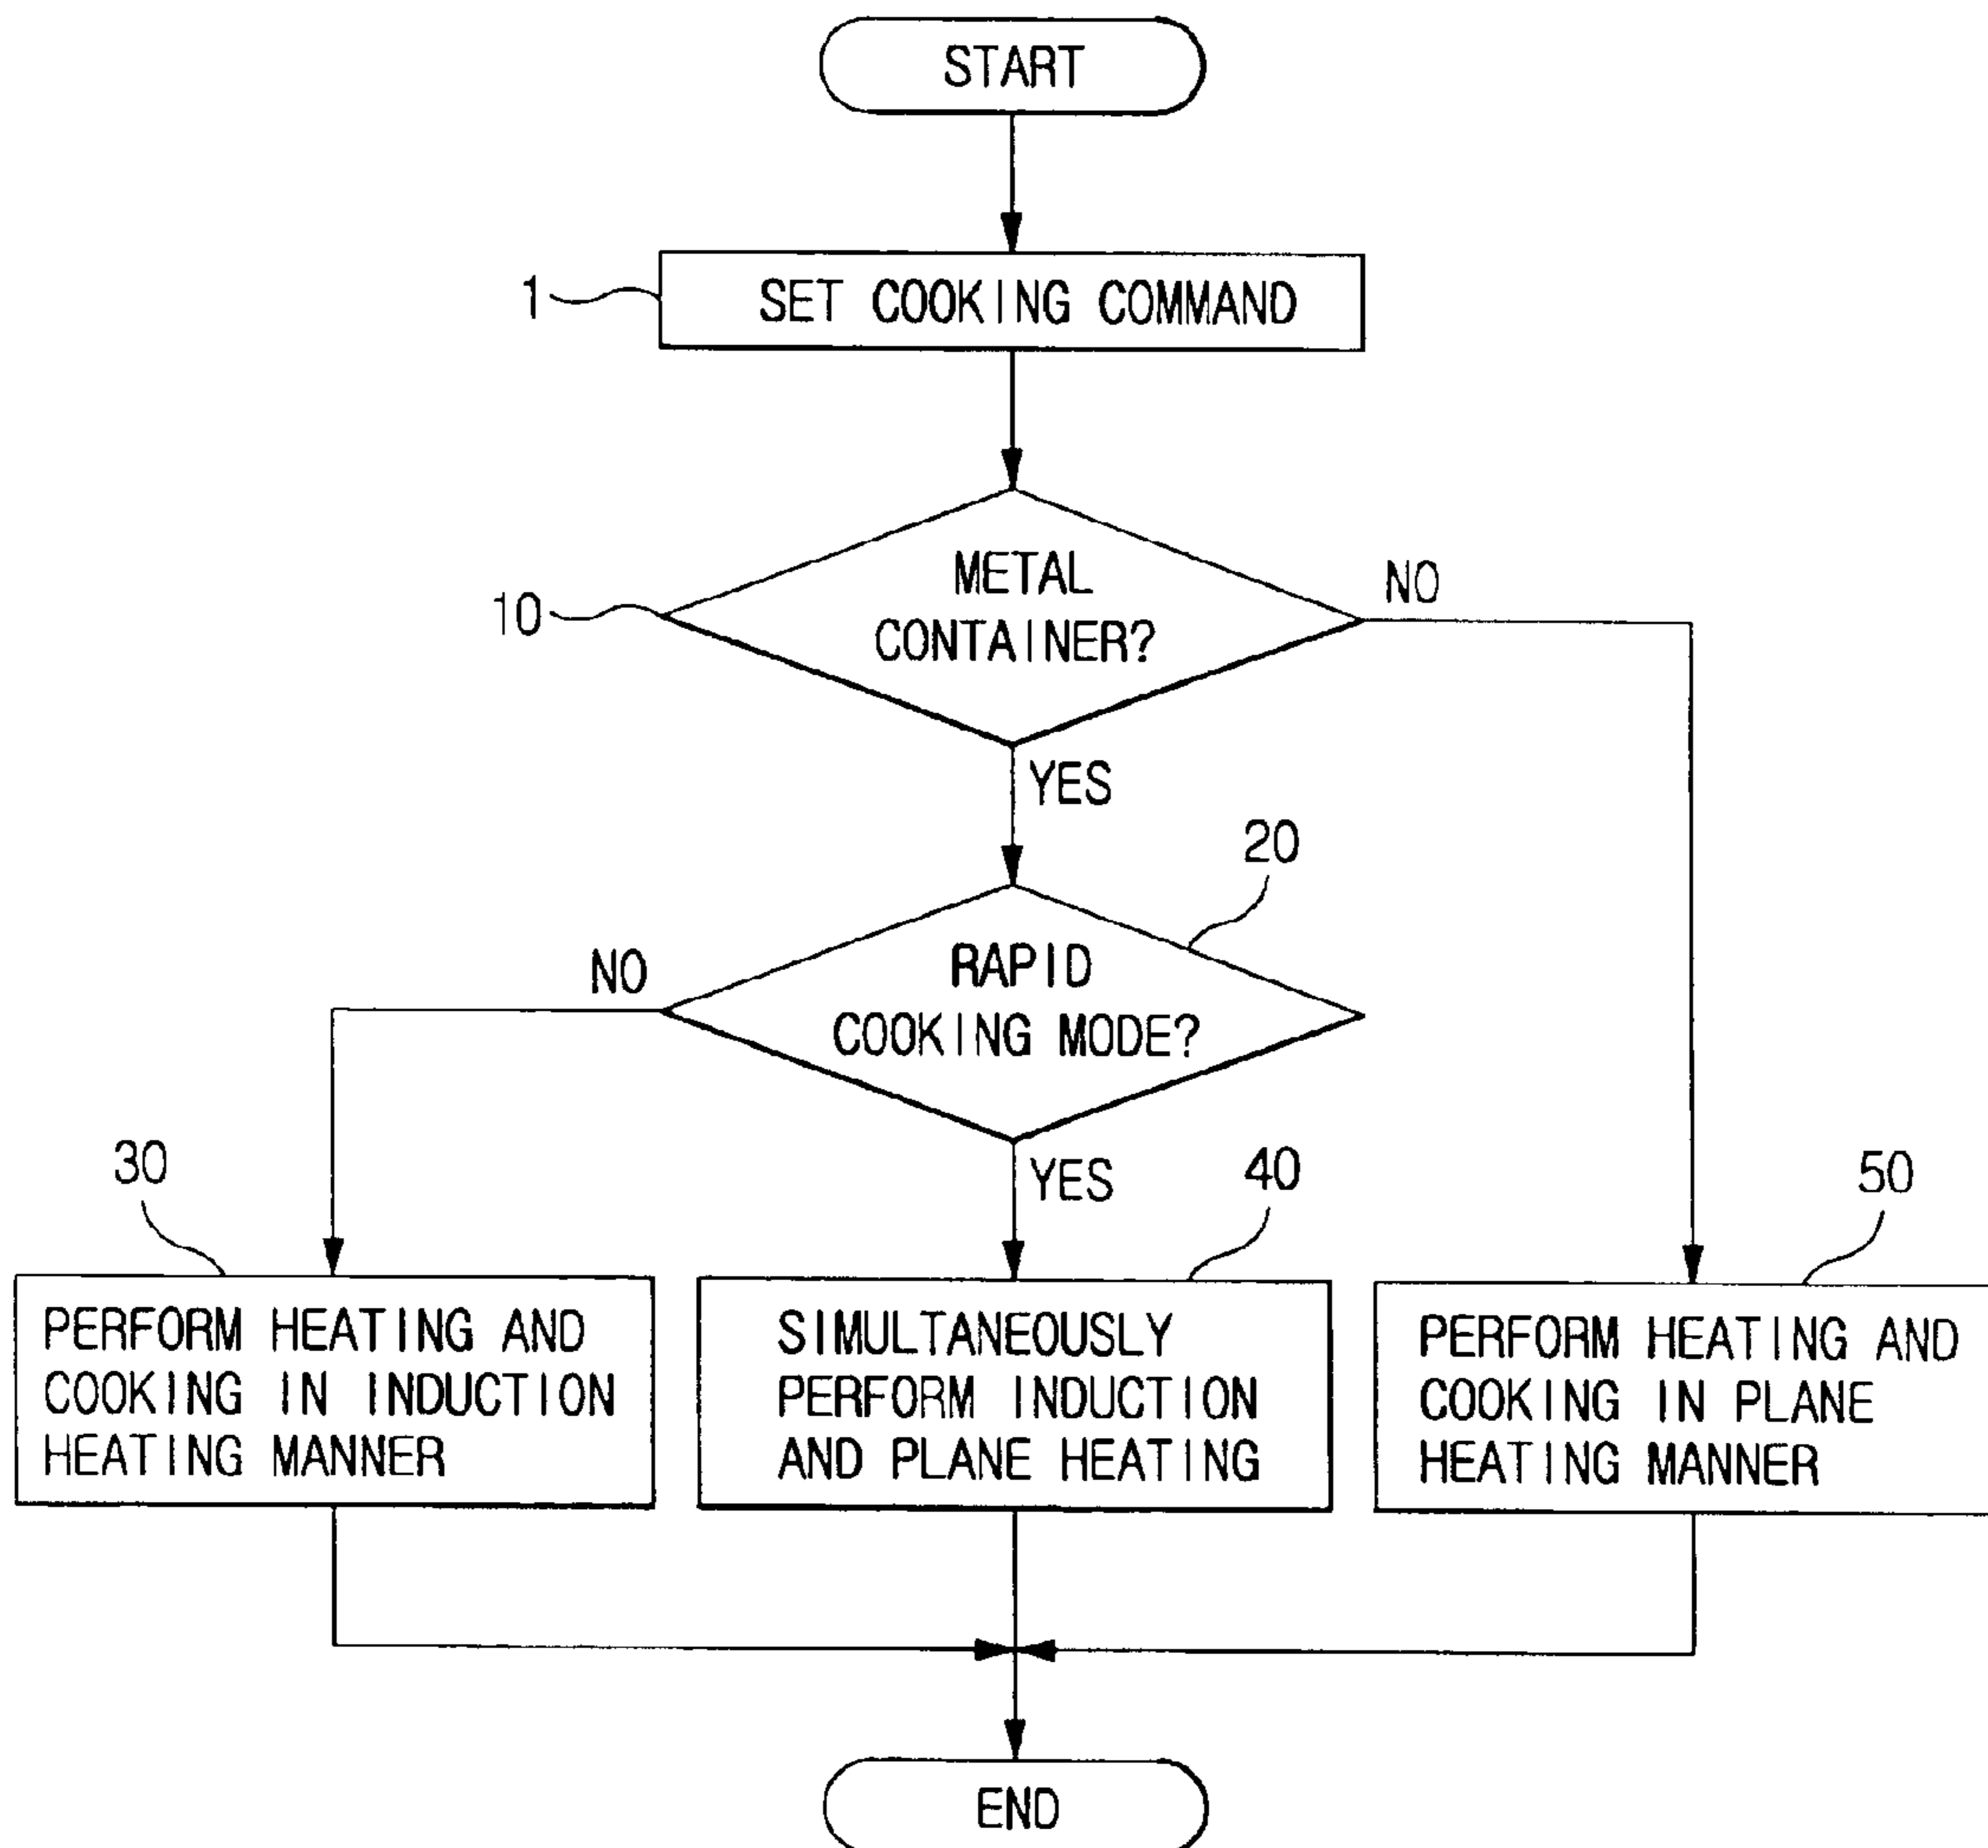 START
1
SET COOKING COMMAND
METAL
CONTAINER?
10
NO
YES
20
RAPID
COOKING MODE?
NO
YES
30
40
50
PERFORM HEATING AND
COOKING IN INDUCTION
HEATING MANNER
SIMULTANEOUSLY
PERFORM INDUCTION
AND PLANE HEATING
PERFORM HEATING AND
COOKING IN PLANE
HEATING MANNER
END